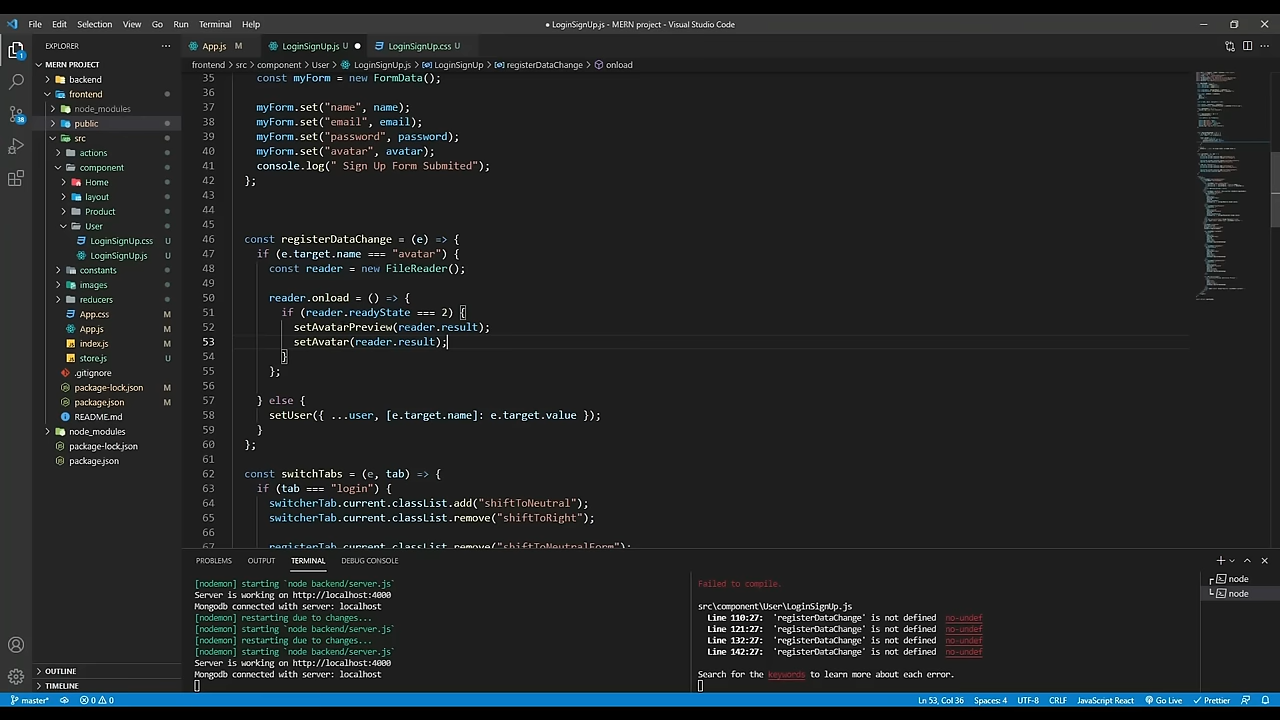 File Edit Selection View Go Run Terminal Help
● LoginSignUp.js - MERN project - Visual Studio Code
EXPLORER
App.js M
LoginSignUp.js U ●
LoginSignUp.css U
MERN PROJECT
backend
frontend
node_modules
public
src
actions
component
Home
layout
Product
User
LoginSignUp.css U
LoginSignUp.js U
constants
images
reducers
App.css M
App.js M
index.js M
store.js M
.gitignore
package-lock.json M
package.json M
README.md
node_modules
package-lock.json
package.json
OUTLINE
TIMELINE
frontend > src > component > User > LoginSignUp.js > LoginSignUp > registerDataChange > onload
35 const myForm = new FormData();
36
37 myForm.set("name", name);
38 myForm.set("email", email);
39 myForm.set("password", password);
40 myForm.set("avatar", avatar);
41 console.log(" Sign Up Form Submited");
42 };
43
44
45
46 const registerDataChange = (e) => {
47 if (e.target.name === "avatar") {
48 const reader = new FileReader();
49
50 reader.onload = () => {
51 if (reader.readyState === 2) {
52 setAvatarPreview(reader.result);
53 setAvatar(reader.result);
54 }
55 };
56
57 } else {
58 setUser({ ...user, [e.target.name]: e.target.value });
59 }
60 };
61
62 const switchTabs = (e, tab) => {
63 if (tab === "login") {
64 switcherTab.current.classList.add("shiftToNeutral");
65 switcherTab.current.classList.remove("shiftToRight");
66
67 registerTab.current.classList.remove("shiftToNeutralForm");
PROBLEMS OUTPUT TERMINAL DEBUG CONSOLE
[nodemon] starting `node backend/server.js`
Server is working on http://localhost:4000
Mongodb connected with server: localhost
[nodemon] restarting due to changes...
[nodemon] starting `node backend/server.js`
[nodemon] restarting due to changes...
[nodemon] starting `node backend/server.js`
Server is working on http://localhost:4000
Mongodb connected with server: localhost
Failed to compile.
src\component\User\LoginSignUp.js
Line 110:27: 'registerDataChange' is not defined no-undef
Line 121:27: 'registerDataChange' is not defined no-undef
Line 132:27: 'registerDataChange' is not defined no-undef
Line 142:27: 'registerDataChange' is not defined no-undef
Search for the keywords to learn more about each error.
node
node
1
38
master* 0 0
Ln 53, Col 36 Spaces: 4 UTF-8 CRLF JavaScript React Go Live Prettier